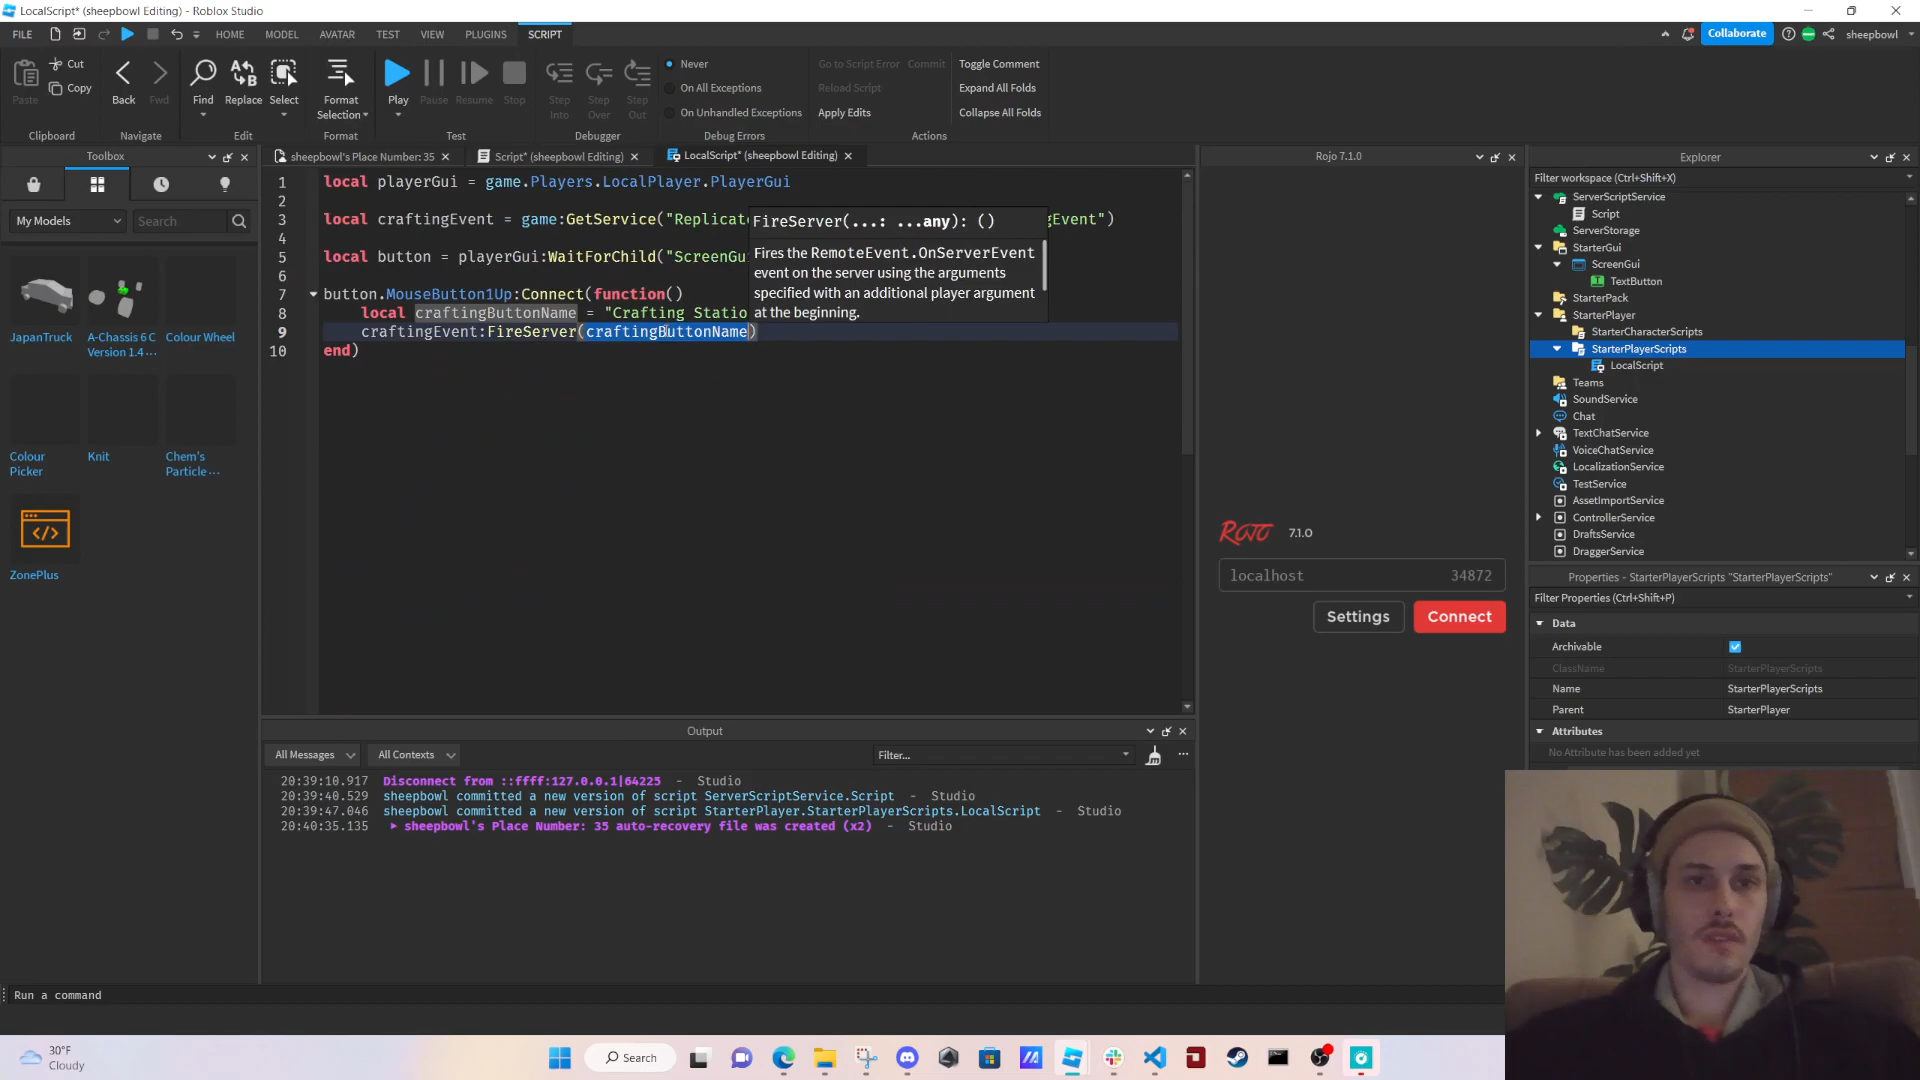 LocalScript* (sheepbowl Editing) - Roblox Studio
FILE
HOME
MODEL
AVATAR
TEST
VIEW
PLUGINS
SCRIPT
Collaborate
sheepbowl
Paste
Cut
Copy
Clipboard
Back
Fwd
Navigate
Find
Replace
Select
Edit
Format
Selection
Format
Play
Pause
Resume
Stop
Test
Step
Into
Step
Over
Step
Out
Debugger
Never
On All Exceptions
On Unhandled Exceptions
Debug Errors
Go to Script Error
Commit
Reload Script
Apply Edits
Toggle Comment
Expand All Folds
Collapse All Folds
Actions
Toolbox
My Models
Search
JapanTruck
A-Chassis 6 C
Version 1.4 ...
Colour Wheel
Colour
Picker
Knit
Chem's
Particle ...
ZonePlus
sheepbowl's Place Number: 35
Script* (sheepbowl Editing)
LocalScript* (sheepbowl Editing)
1 local playerGui = game.Players.LocalPlayer.PlayerGui
2
3 local craftingEvent = game:GetService("Replicate gEvent")
4
5 local button = playerGui:WaitForChild("ScreenGu
6
7 button.MouseButton1Up:Connect(function()
8 local craftingButtonName = "Crafting Statio
9 craftingEvent:FireServer(craftingButtonName)
10 end)
FireServer(...: ...any): ()
Fires the RemoteEvent.OnServerEvent
event on the server using the arguments
specified with an additional player argument
at the beginning.
Output
All Messages
All Contexts
Filter...
20:39:10.917 Disconnect from ::ffff:127.0.0.1|64225 - Studio
20:39:40.529 sheepbowl committed a new version of script ServerScriptService.Script - Studio
20:39:47.046 sheepbowl committed a new version of script StarterPlayer.StarterPlayerScripts.LocalScript - Studio
20:40:35.135 sheepbowl's Place Number: 35 auto-recovery file was created (x2) - Studio
Rojo 7.1.0
ROJO 7.1.0
localhost 34872
Settings
Connect
Explorer
Filter workspace (Ctrl+Shift+X)
ServerScriptService
Script
ServerStorage
StarterGui
ScreenGui
TextButton
StarterPack
StarterPlayer
StarterCharacterScripts
StarterPlayerScripts
LocalScript
Teams
SoundService
Chat
TextChatService
VoiceChatService
LocalizationService
TestService
AssetImportService
ControllerService
DraftsService
DraggerService
Properties - StarterPlayerScripts "StarterPlayerScripts"
Filter Properties (Ctrl+Shift+P)
Data
Archivable
ClassName StarterPlayerScripts
Name StarterPlayerScripts
Parent StarterPlayer
Attributes
No Attribute has been added yet
Run a command
30°F
Cloudy
Search